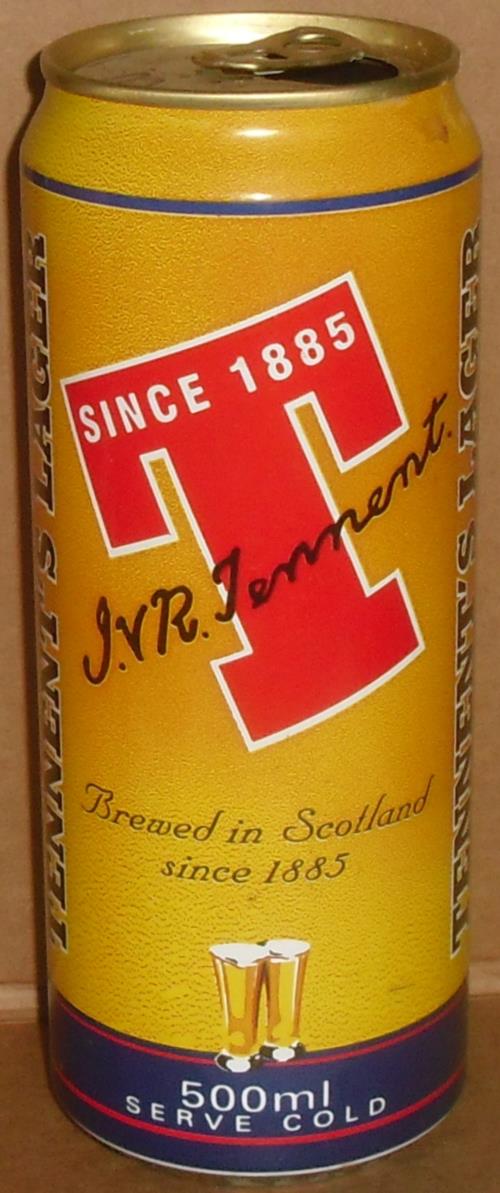 SINCE 1885
T
J.&R. Tennent.
TENNENT'S LAGER
TENNENT'S LAGER
Brewed in Scotland
since 1885
500ml
SERVE COLD